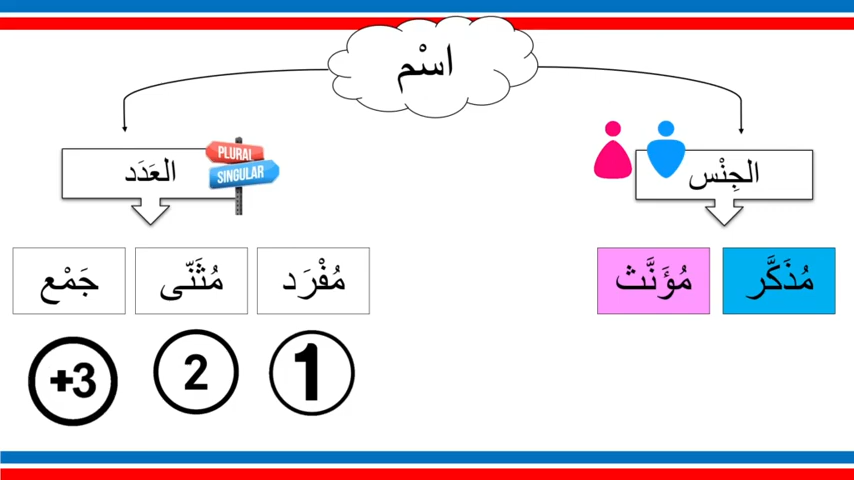 اسْم
الجِنْس
العَدَد
PLURAL
SINGULAR
مُذَكَّر
مُؤَنَّث
مُفْرَد
مُثَنّى
جَمْع
1
2
+3